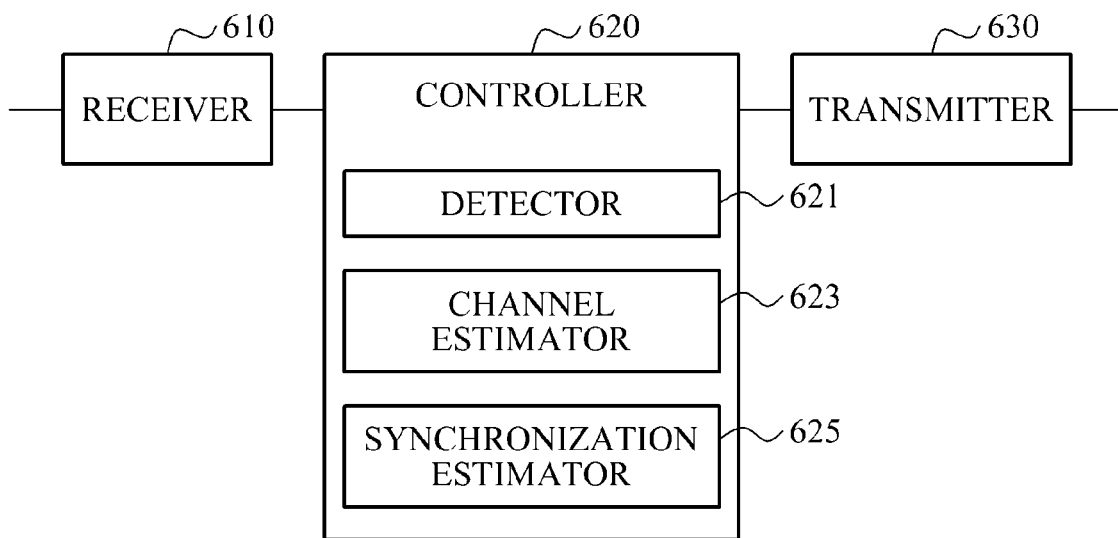 610
620
630
RECEIVER
CONTROLLER
TRANSMITTER
DETECTOR
621
CHANNEL
ESTIMATOR
623
SYNCHRONIZATION
ESTIMATOR
625